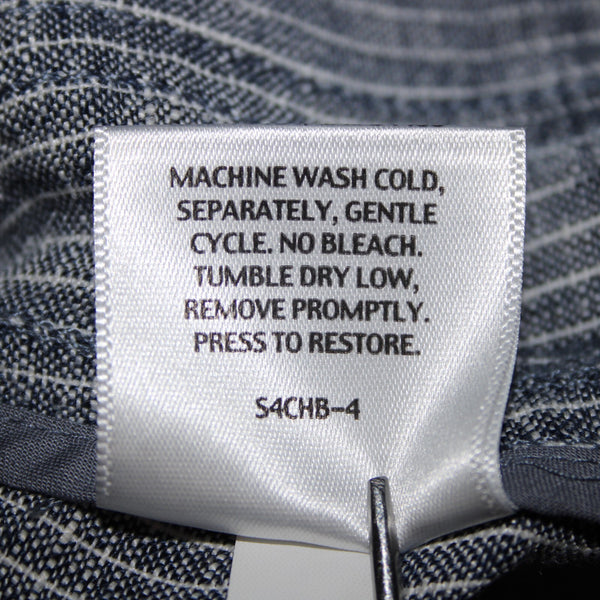 MACHINE WASH COLD,
SEPARATELY, GENTLE
CYCLE. NO BLEACH.
TUMBLE DRY LOW,
REMOVE PROMPTLY.
PRESS TO RESTORE.
S4CHB-4